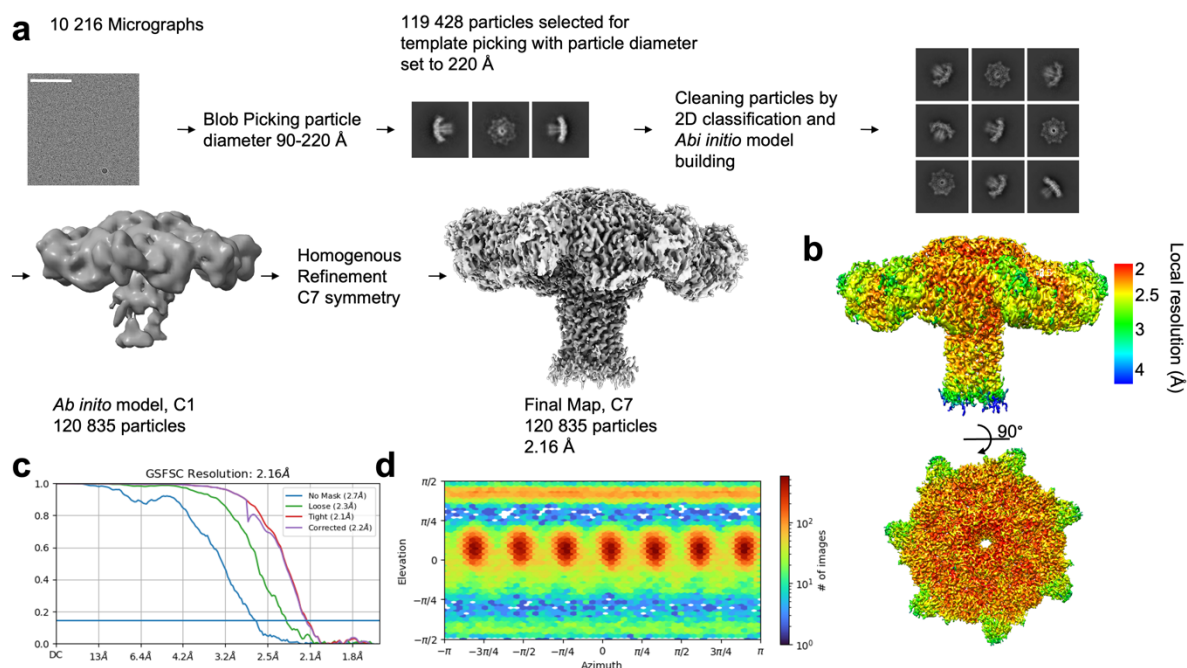 a
10 216 Micrographs
Blob Picking particle
diameter 90-220 Å
119 428 particles selected for
template picking with particle diameter
set to 220 Å
Cleaning particles by
2D classification and
Abi initio model
building
Ab inito model, C1
120 835 particles
Homogenous
Refinement
C7 symmetry
Final Map, C7
120 835 particles
2.16 Å
b
2
2.5
3
4
Local resolution (Å)
90°
c
GSFSC Resolution: 2.16Å
1.0
0.8
0.6
0.4
0.2
0.0
No Mask (2.7Å)
Loose (2.3Å)
Tight (2.1Å)
Corrected (2.2Å)
DC
13Å
6.4Å
4.2Å
3.2Å
2.5Å
2.1Å
1.8Å
d
Elevation
π/2
π/4
0
−π/4
−π/2
−π
−3π/4
−π/2
−π/4
0
π/4
π/2
3π/4
π
Azimuth
10²
10¹
10⁰
# of images